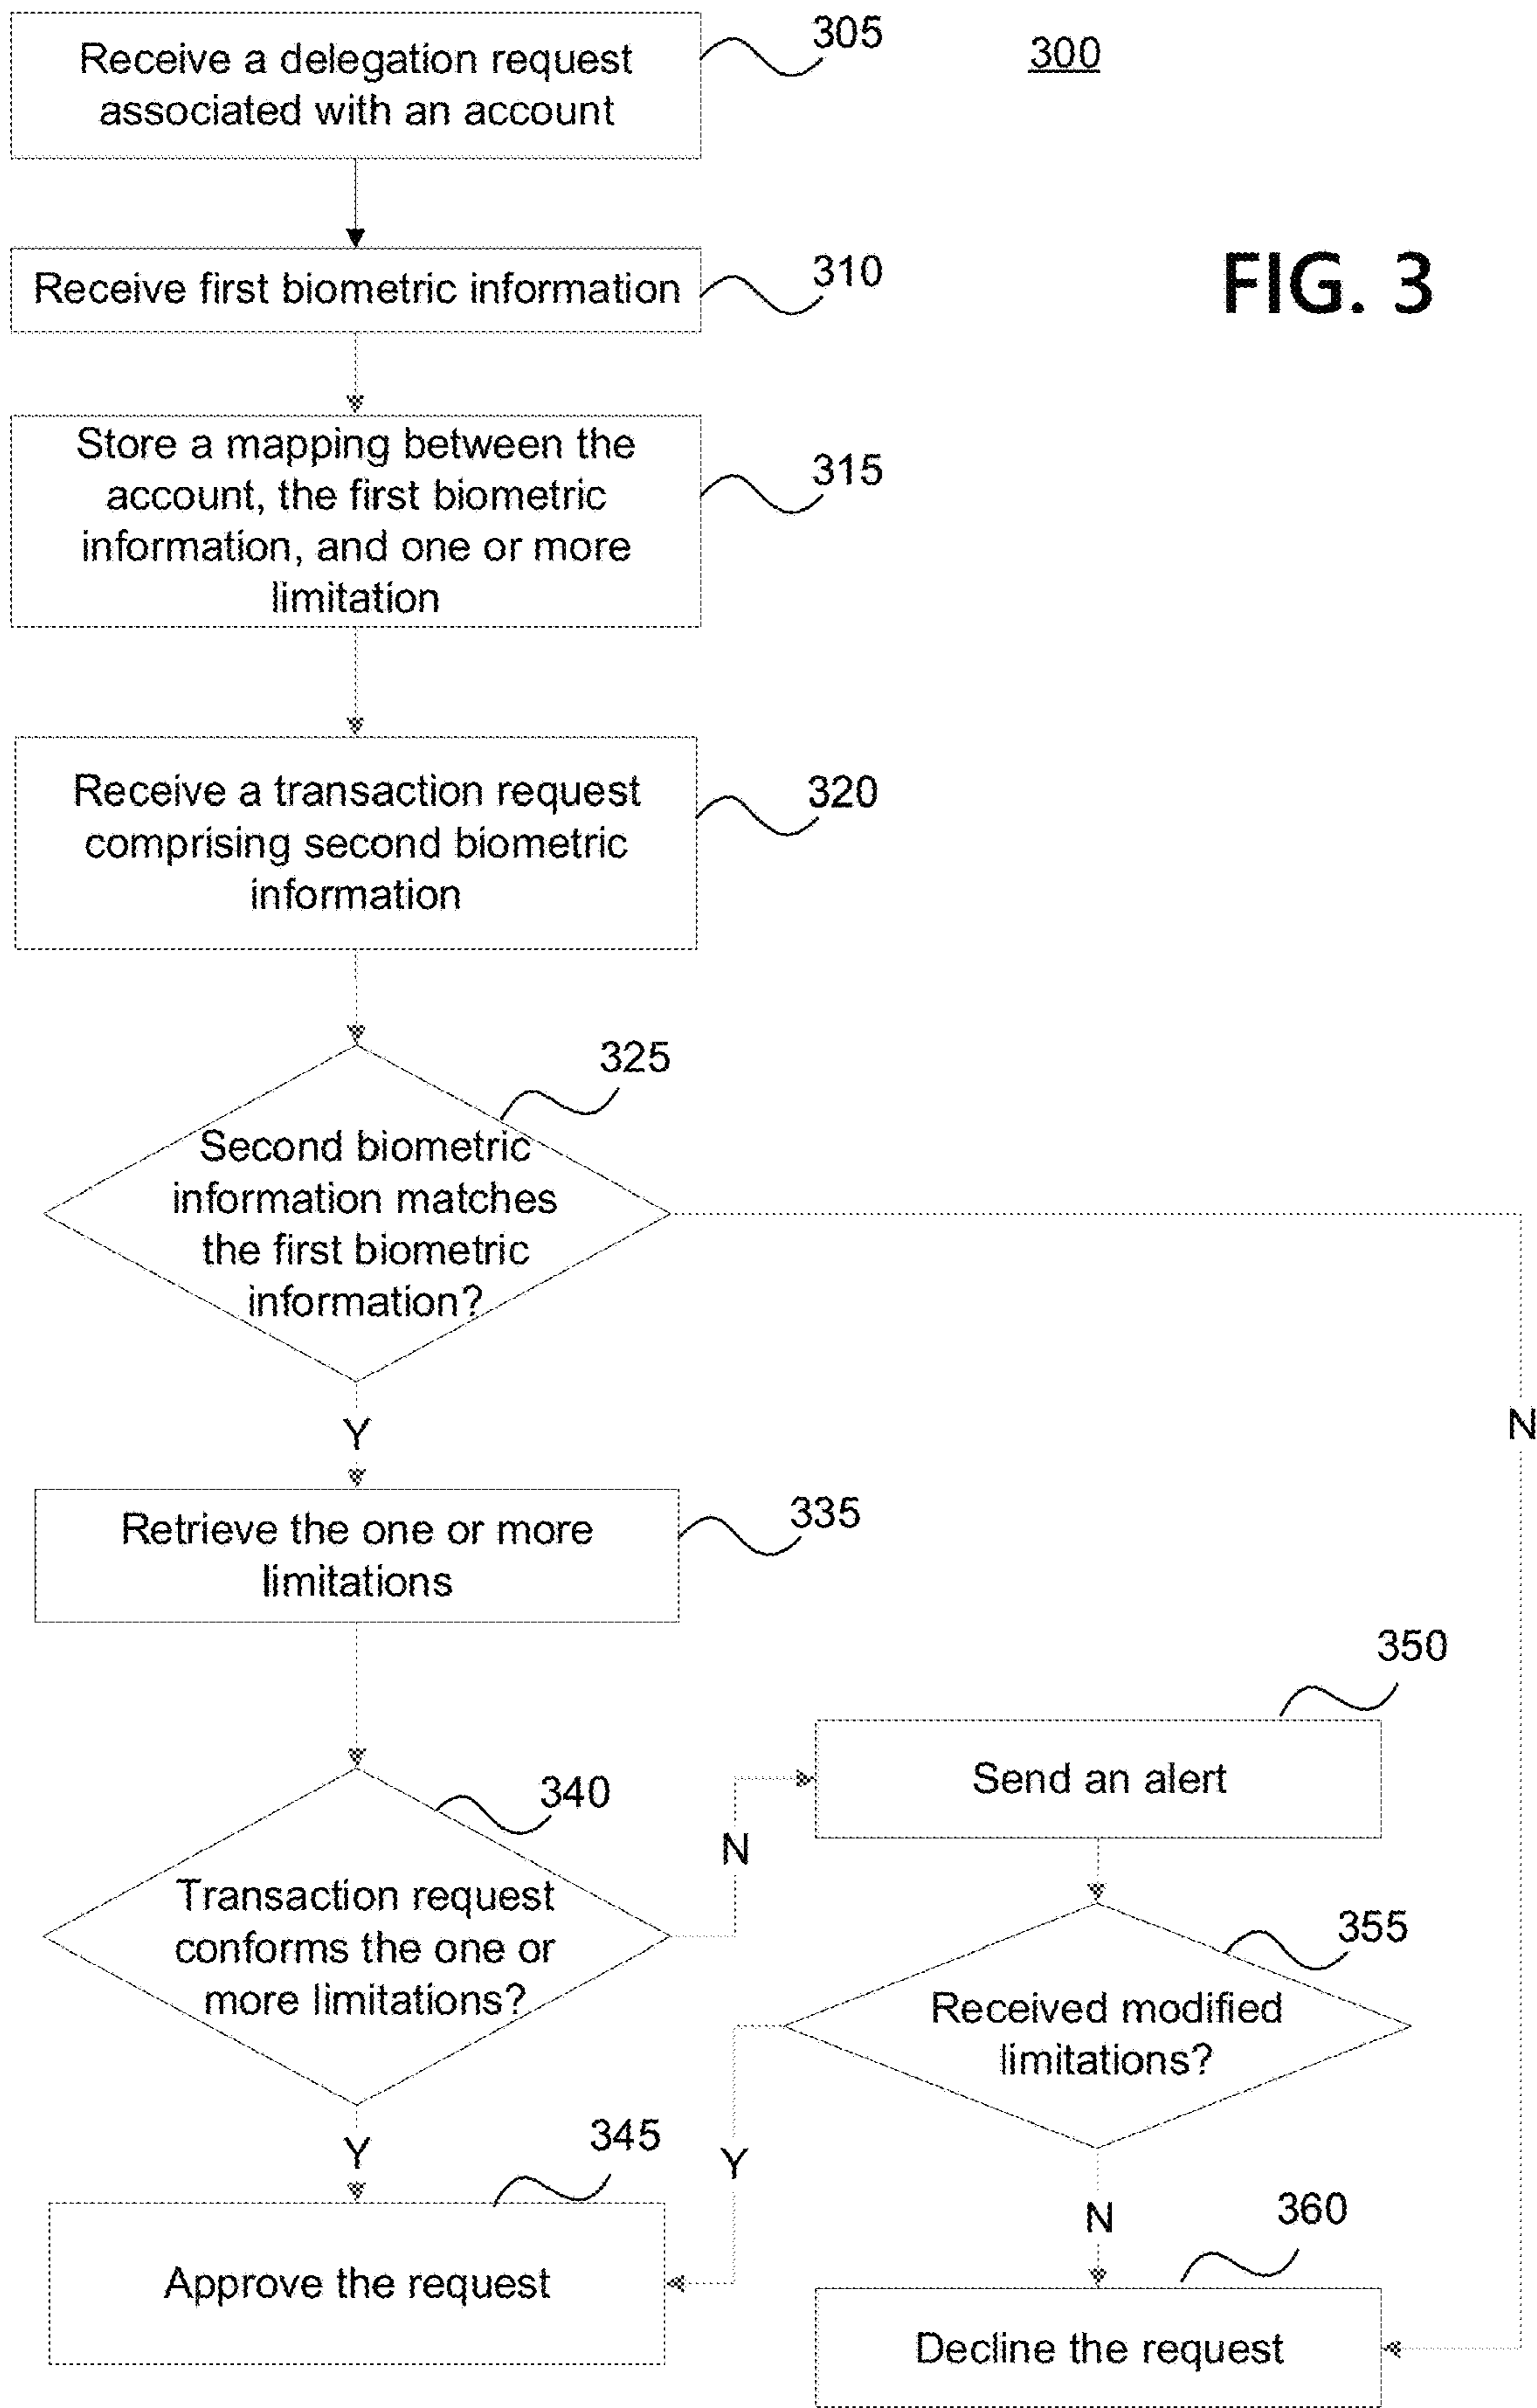 Receive a delegation request
associated with an account
305
300
Receive first biometric information
310
FIG. 3
Store a mapping between the
account, the first biometric
information, and one or more
limitation
315
Receive a transaction request
comprising second biometric
information
320
325
Second biometric
information matches
the first biometric
information?
N
Y
Retrieve the one or more
limitations
335
340
Transaction request
conforms the one or
more limitations?
N
350
Send an alert
355
Received modified
limitations?
Y
Y
345
Approve the request
N
360
Decline the request